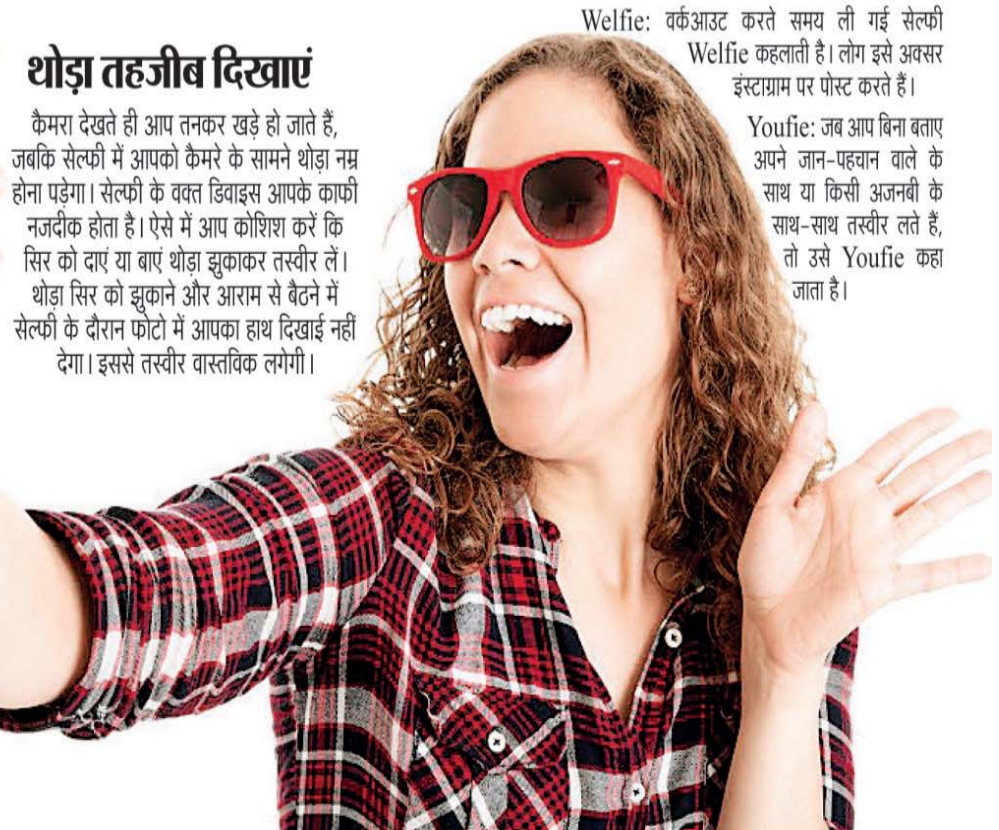 थोड़ा तहजीब दिखाएं
कैमरा देखते ही आप तनकर खड़े हो जाते हैं,
जबकि सेल्फी में आपको कैमरे के सामने थोड़ा नम्र
होना पड़ेगा। सेल्फी के वक्त डिवाइस आपके काफी
नजदीक होता है। ऐसे में आप कोशिश करें कि
सिर को दाएं या बाएं थोड़ा झुकाकर तस्वीर लें।
थोड़ा सिर को झुकाने और आराम से बैठने में
सेल्फी के दौरान फोटो में आपका हाथ दिखाई नहीं
देगा। इससे तस्वीर वास्तविक लगेगी।
Welfie: वर्कआउट करते समय ली गई सेल्फी
Welfie कहलाती है। लोग इसे अक्सर
इंस्टाग्राम पर पोस्ट करते हैं।
Youfie: जब आप बिना बताए
अपने जान-पहचान वाले के
साथ या किसी अजनबी के
साथ-साथ तस्वीर लते हैं,
तो उसे Youfie कहा
जाता है।